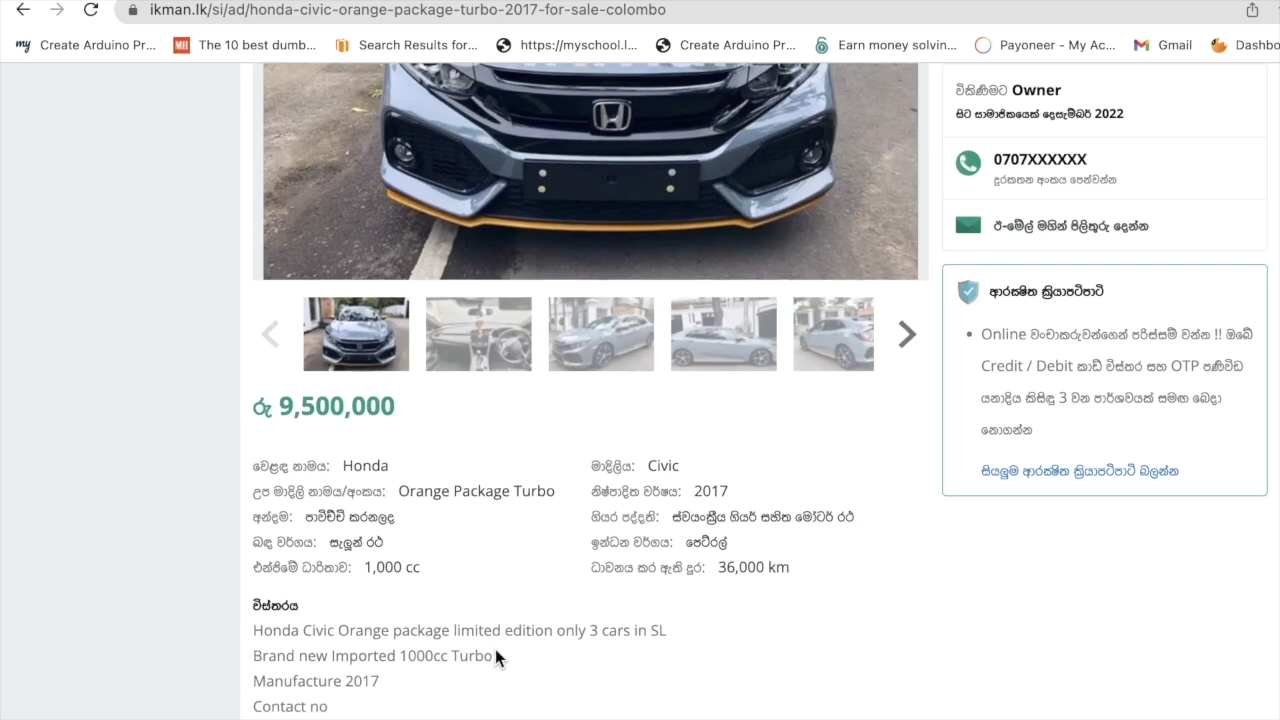 ikman.lk/si/ad/honda-civic-orange-package-turbo-2017-for-sale-colombo
my Create Arduino Pr... MH The 10 best dumb... Search Results for... https://myschool.l... Create Arduino Pr... Earn money solvin... Payoneer - My Ac... Gmail Dashbo
විකිණීමට Owner
සිට සාමාජිකයෙක් දෙසැම්බර් 2022
0707XXXXXX
දුරකතන අංකය පෙන්වන්න
ඊ-මේල් මගින් පිලිතුරු දෙන්න
ආරක්ෂිත ක්‍රියාපටිපාටි
• Online වංචාකරුවන්ගෙන් පරිස්සම් වන්න !! ඔබේ
Credit / Debit කාඩ් විස්තර සහ OTP පණිවිඩ
යනාදිය කිසිඳු 3 වන පාර්ශවයක් සමඟ බෙදා
නොගන්න
සියලූම ආරක්ෂිත ක්‍රියාපටිපාටි බලන්න
රු 9,500,000
වෙළඳ නාමය: Honda
මාදිලිය: Civic
උප මාදිලි නාමය/අංකය: Orange Package Turbo
නිෂ්පාදිත වර්ෂය: 2017
අන්දම: පාවිච්චි කරනලද
ගියර පද්දති: ස්වයංක්‍රීය ගියර් සහිත මෝටර් රථ
බඳ වර්ගය: සැලූන් රථ
ඉන්ධන වර්ගය: පෙට්රල්
එන්ජිමේ ධාරිතාව: 1,000 cc
ධාවනය කර ඇති දුර: 36,000 km
විස්තරය
Honda Civic Orange package limited edition only 3 cars in SL
Brand new Imported 1000cc Turbo
Manufacture 2017
Contact no